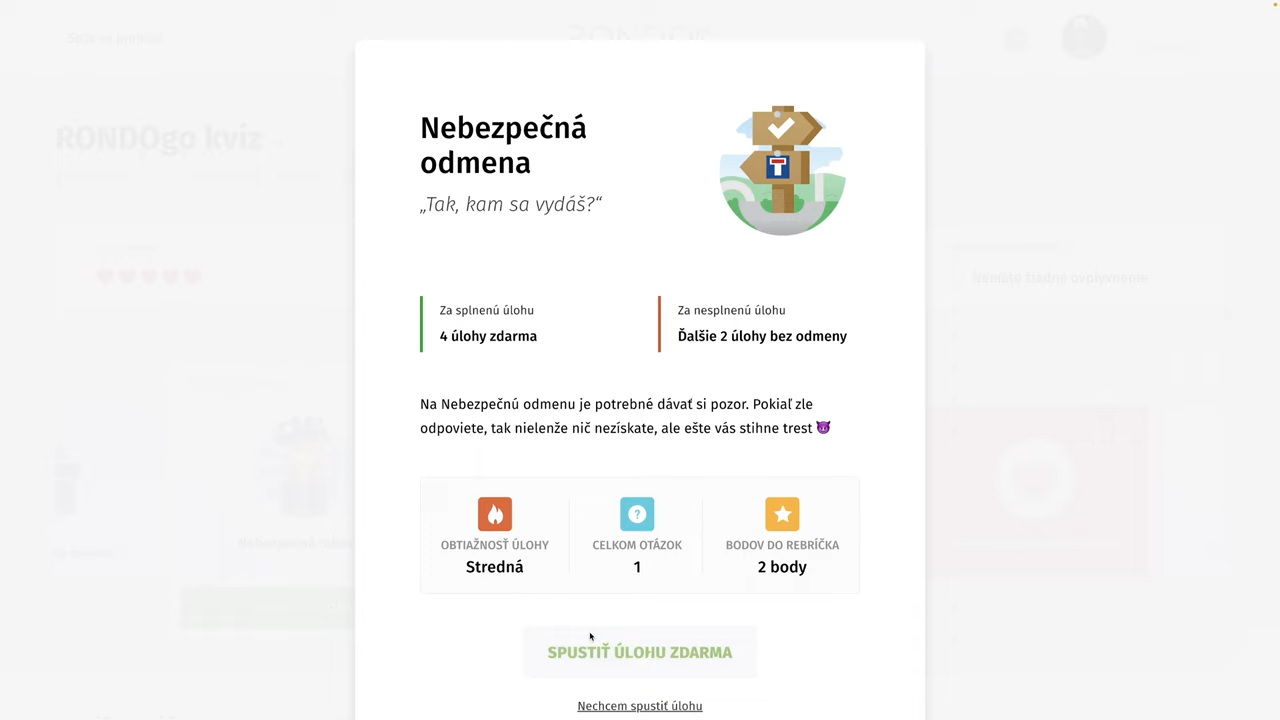 RONDOgo kvíz
Nebezpečná
odmena
„Tak, kam sa vydáš?“
Za splnenú úlohu
4 úlohy zdarma
Za nesplnenú úlohu
Ďalšie 2 úlohy bez odmeny
Na Nebezpečnú odmenu je potrebné dávať si pozor. Pokiaľ zle
odpoviete, tak nielenže nič nezískate, ale ešte vás stihne trest
OBTIAŽNOSŤ ÚLOHY
Stredná
CELKOM OTÁZOK
1
BODOV DO REBRÍČKA
2 body
SPUSTIŤ ÚLOHU ZDARMA
Nechcem spustiť úlohu